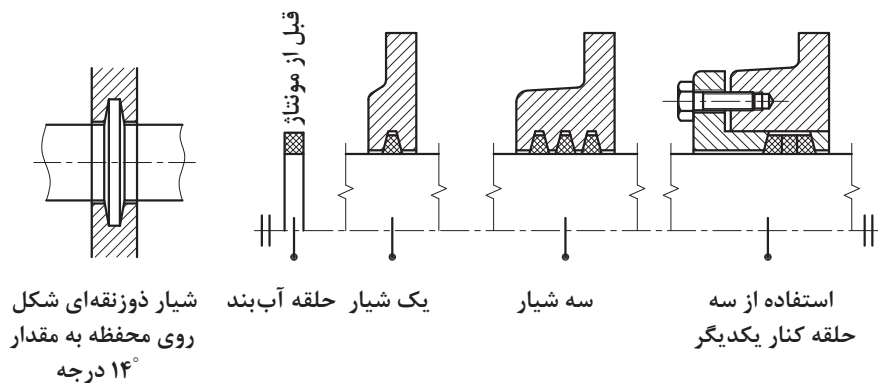 قبل از مونتاژ
استفاده از سه
حلقه کنار یکدیگر
سه شیار
یک شیار
حلقه آب‌بند
شیار ذوزنقه‌ای شکل
روی محفظه به مقدار
۱۴° درجه